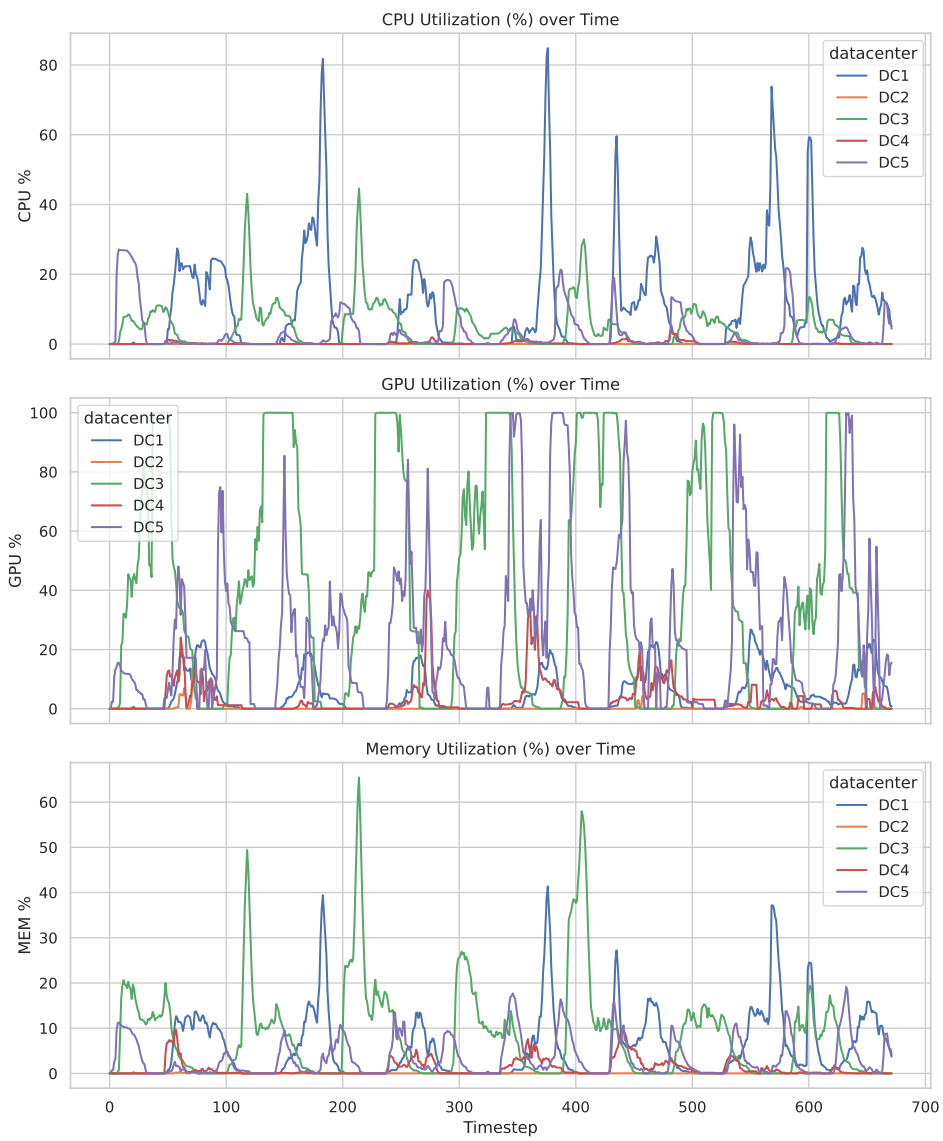 CPU Utilization (%) over Time
CPU %
80
60
40
20
0
datacenter
DC1
DC2
DC3
DC4
DC5
GPU Utilization (%) over Time
GPU %
100
80
60
40
20
0
datacenter
DC1
DC2
DC3
DC4
DC5
Memory Utilization (%) over Time
MEM %
60
50
40
30
20
10
0
datacenter
DC1
DC2
DC3
DC4
DC5
0 100 200 300 400 500 600 700
Timestep